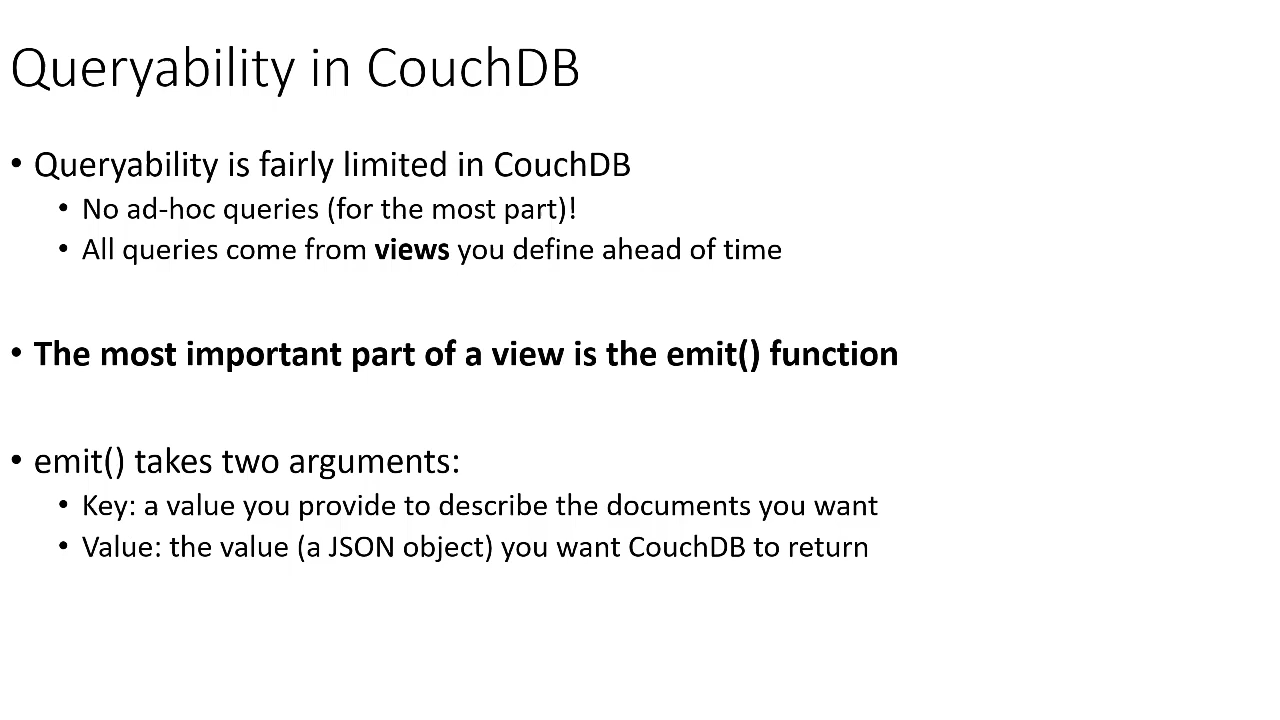 Queryability in CouchDB
• Queryability is fairly limited in CouchDB
• No ad-hoc queries (for the most part)!
• All queries come from views you define ahead of time
• The most important part of a view is the emit() function
• emit() takes two arguments:
• Key: a value you provide to describe the documents you want
• Value: the value (a JSON object) you want CouchDB to return